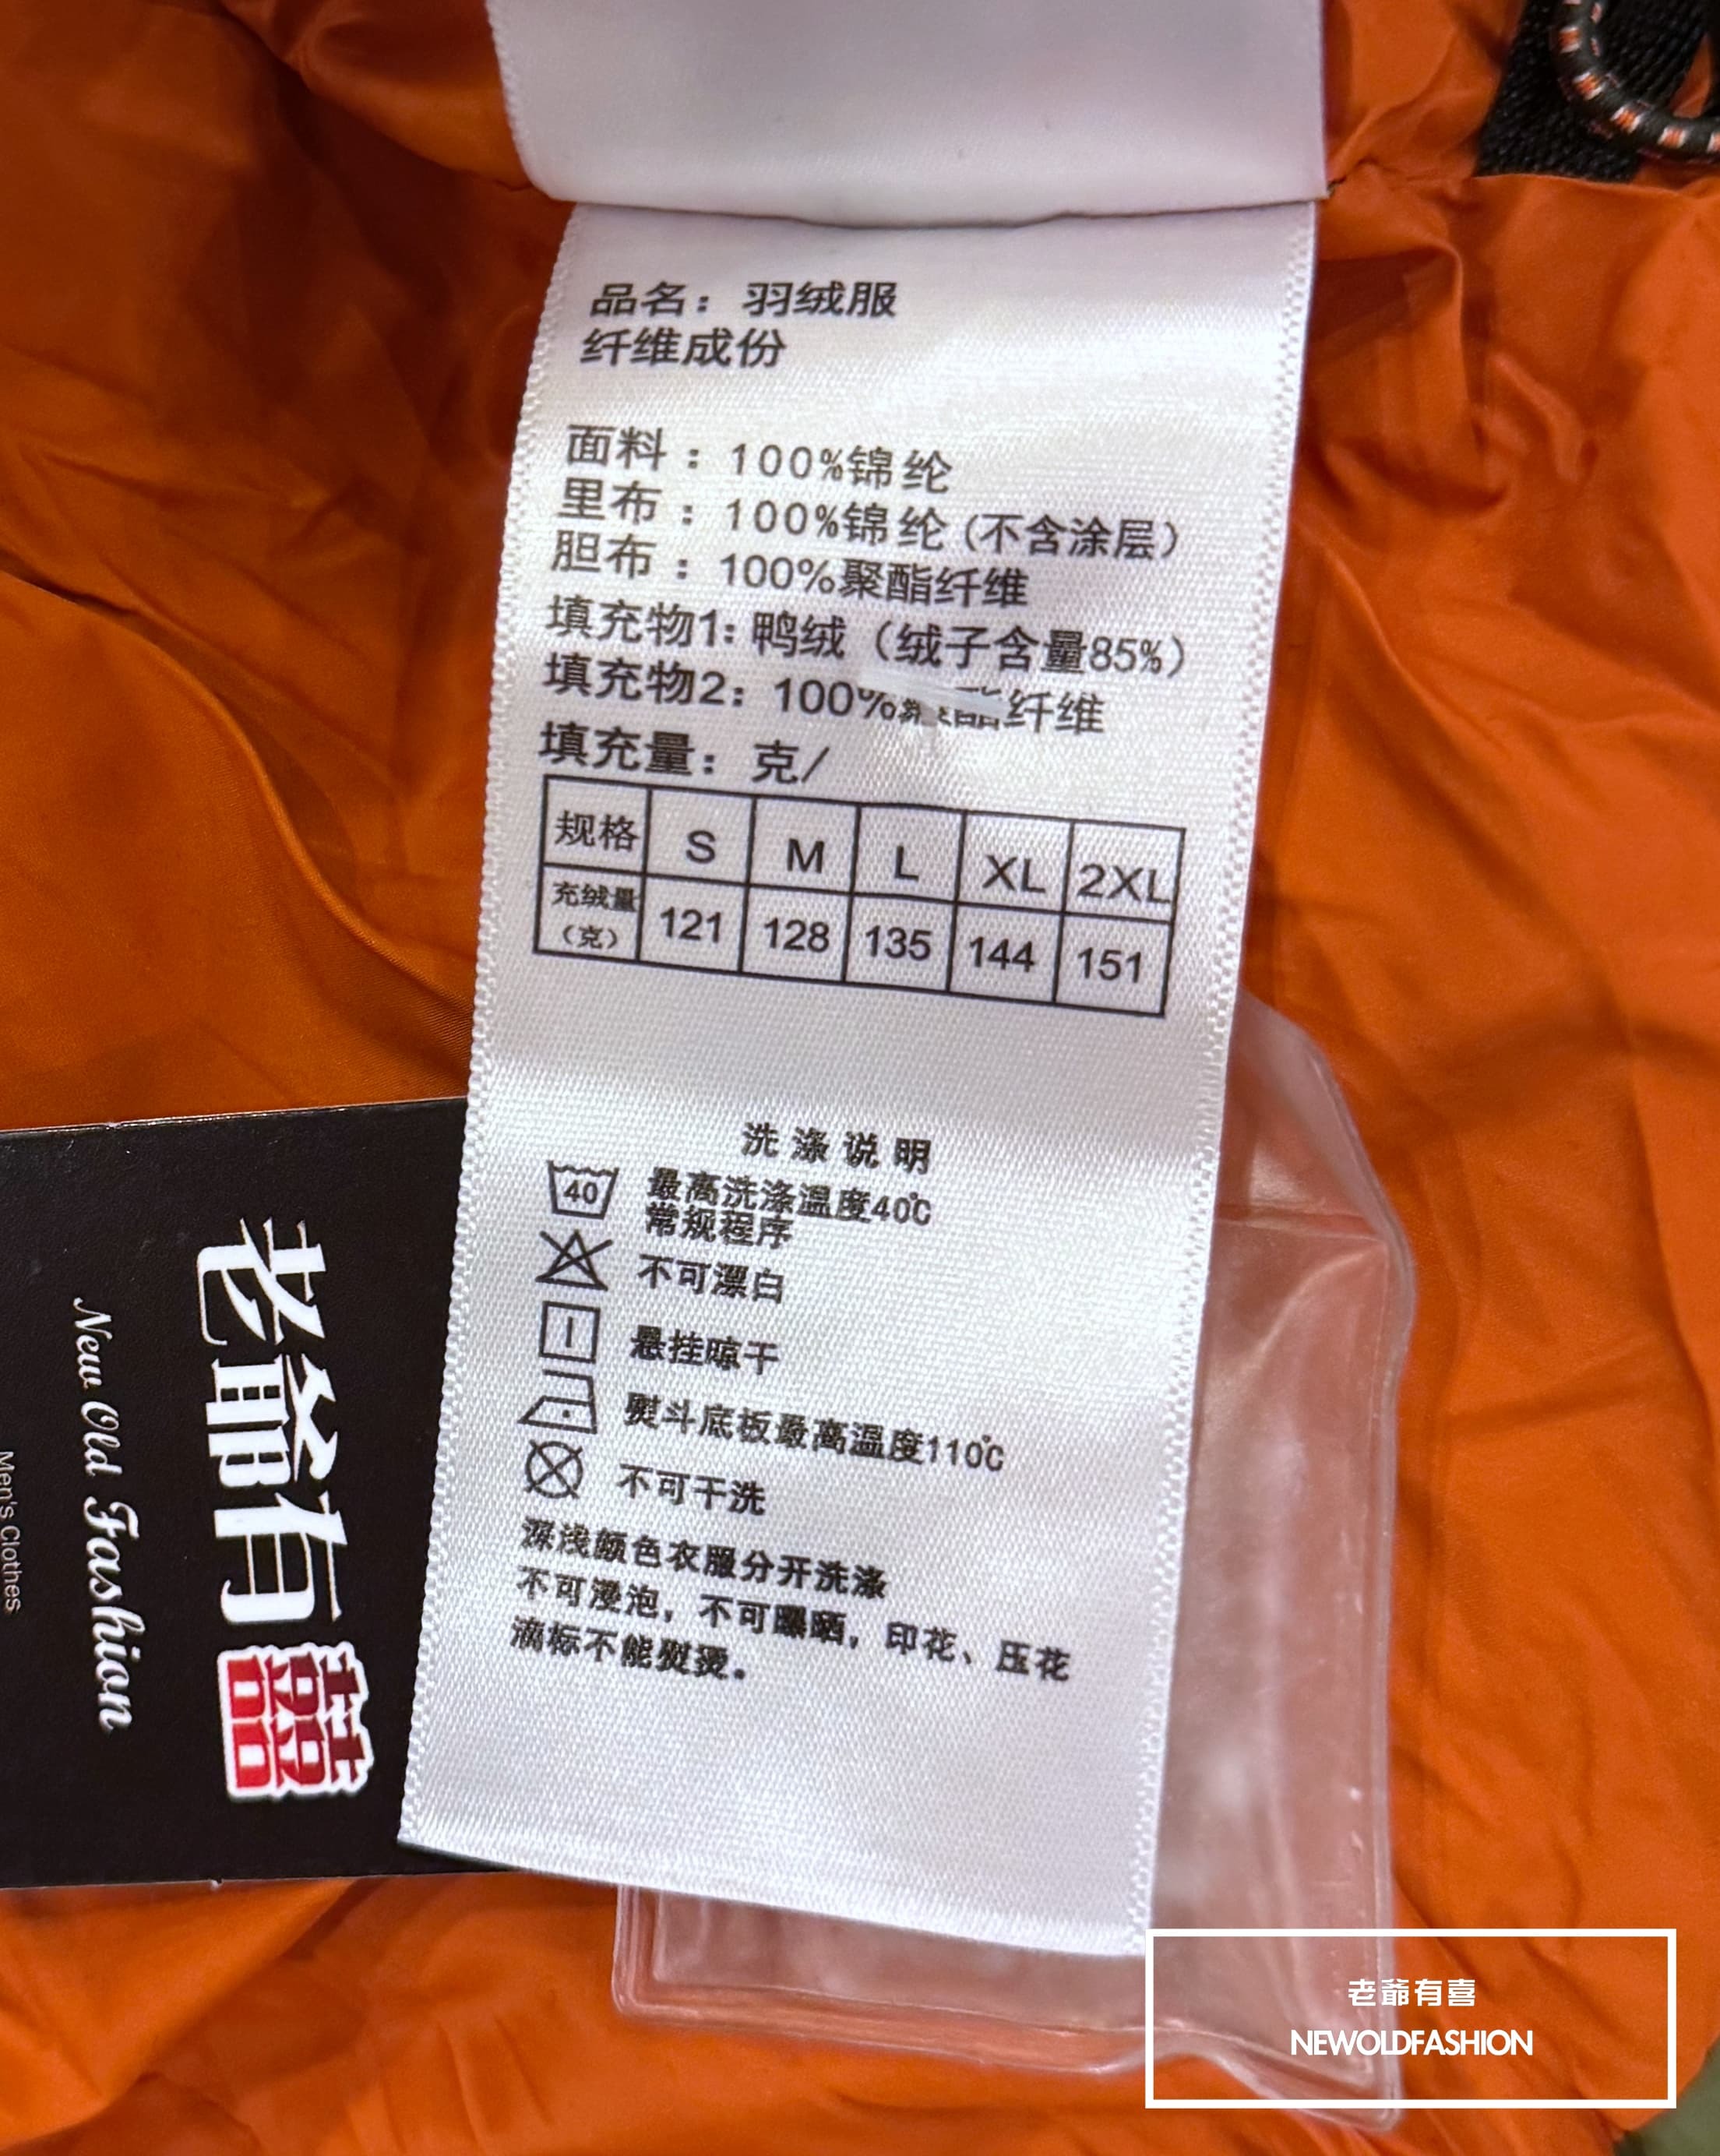 品名：羽绒服
纤维成份
面料：100%锦纶
里布：100%锦纶(不含涂层)
胆布：100%聚酯纤维
填充物1：鸭绒（绒子含量85%）
填充物2：100%聚酯纤维
填充量：克/
规格 S M L XL 2XL
充绒量（克） 121 128 135 144 151
洗涤说明
40 最高洗涤温度40℃
常规程序
不可漂白
悬挂晾干
熨斗底板最高温度110℃
不可干洗
深浅颜色衣服分开洗涤
不可浸泡，不可曝晒，印花、压花
滴标不能熨烫。
老爺有囍
New Old Fashion
Men's Clothes
老爺有喜
NEWOLDFASHION